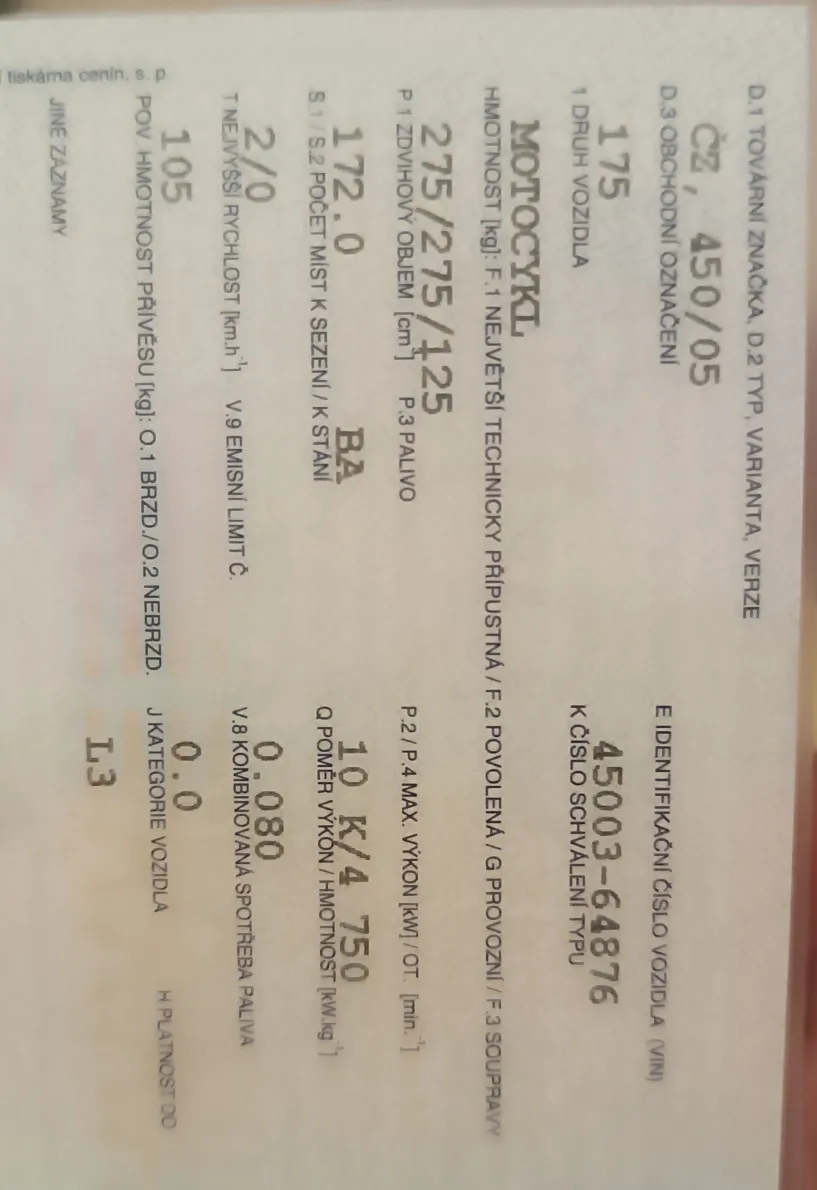 D.1 TOVÁRNÍ ZNAČKA, D.2 TYP, VARIANTA, VERZE
ČZ, 450/05
D.3 OBCHODNÍ OZNAČENÍ E IDENTIFIKAČNÍ ČÍSLO VOZIDLA (VIN)
175 45003-64876
1 DRUH VOZIDLA K ČÍSLO SCHVÁLENÍ TYPU
MOTOCYKL
HMOTNOST [kg]: F.1 NEJVĚTŠÍ TECHNICKY PŘÍPUSTNÁ / F.2 POVOLENÁ / G PROVOZNÍ / F.3 SOUPRAVY
275/275/125
P.1 ZDVIHOVÝ OBJEM [cm³] P.3 PALIVO P.2 / P.4 MAX. VÝKON [kW] / OT. [min.⁻¹]
172.0 BA 10 K/4 750
S.1 / S.2 POČET MÍST K SEZENÍ / K STÁNÍ Q POMĚR VÝKON / HMOTNOST [kW.kg⁻¹]
2/0 0.080
T NEJVYŠŠÍ RYCHLOST [km.h⁻¹] V.9 EMISNÍ LIMIT Č. V.8 KOMBINOVANÁ SPOTŘEBA PALIVA
105 0.0
POV. HMOTNOST PŘÍVĚSU [kg]: O.1 BRZD./O.2 NEBRZD. J KATEGORIE VOZIDLA H PLATNOST DO
L3
JINÉ ZÁZNAMY
tiskárna cenin, s. p.